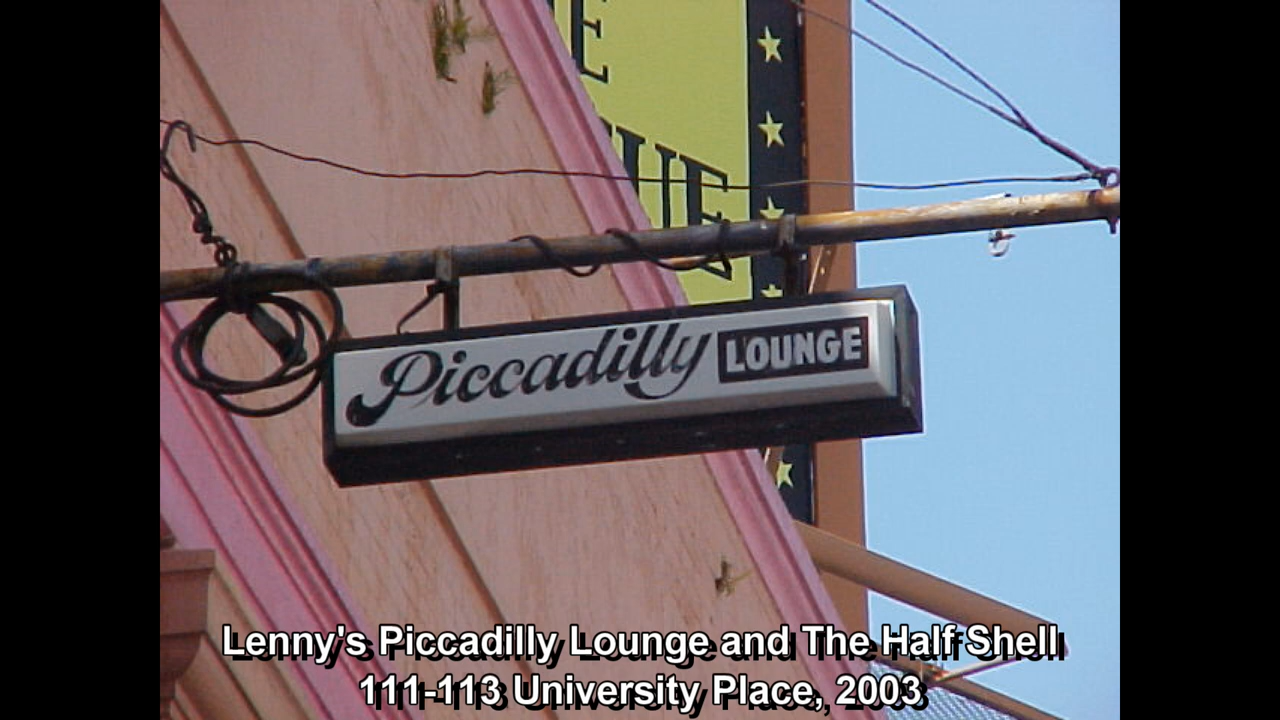 Piccadilly LOUNGE
Lenny's Piccadilly Lounge and The Half Shell
111-113 University Place, 2003